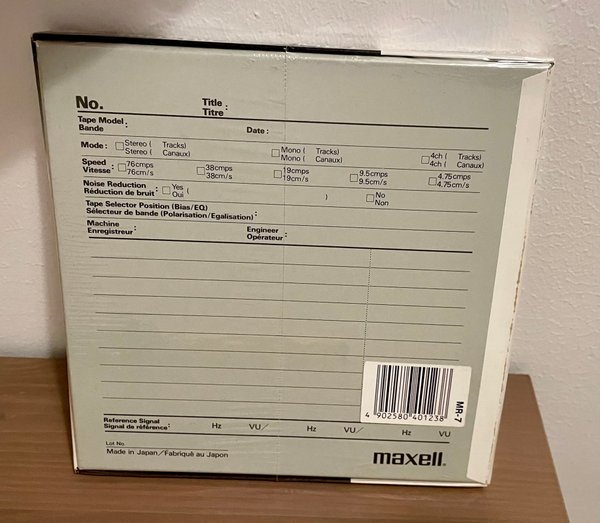 No. Title :
Titre
Tape Model :
Bande Date :
Mode : Stereo ( Tracks) Mono ( Tracks) 4ch ( Tracks)
Stereo ( Canaux) Mono ( Canaux) 4ch ( Canaux)
Speed 76cmps 38cmps 19cmps 9.5cmps 4.75cmps
Vitesse : 76cm/s 38cm/s 19cm/s 9.5cm/s 4.75cm/s
Noise Reduction Yes No
Réduction de bruit : Oui ( ) Non
Tape Selector Position (Bias/EQ)
Sélecteur de bande (Polarisation/Egalisation) :
Machine Engineer
Enregistreur : Opérateur :
4 902580 401238
MR-7
Reference Signal
Signal de référence : Hz VU/ Hz VU/ Hz VU
Lot No.
Made in Japan/Fabriqué au Japon
maxell.